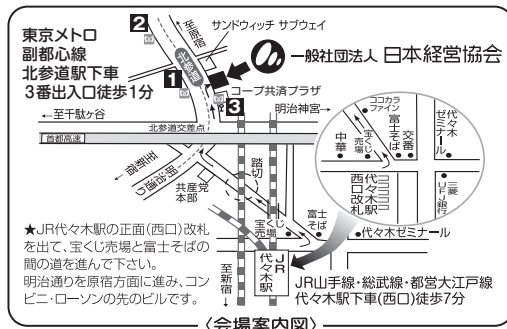 東京メトロ
副都心線
北参道駅下車
3番出入口徒歩1分
2
至原宿
サンドウィッチ サブウェイ
北参道
1
一般社団法人 日本経営協会
コープ共済プラザ
3
←至千駄ヶ谷
明治神宮→
北参道交差点
首都高速
至新宿
明治通り
共産党
本部
踏切
宝くじ
売場
富士
そば
代々木ゼミナール
ココカラ
ファイン
中華
宝くじ
売場
富士そば
交番
代々木
ゼミナール
代々木駅
西口改札
三菱
UFJ銀行
★JR代々木駅の正面(西口)改札
を出て、宝くじ売場と富士そばの
間の道を進んで下さい。
明治通りを原宿方面に進み、コン
ビニ・ローソンの先のビルです。
至新宿
JR
代々木駅
JR山手線・総武線・都営大江戸線
代々木駅下車(西口)徒歩7分
〈会場案内図〉